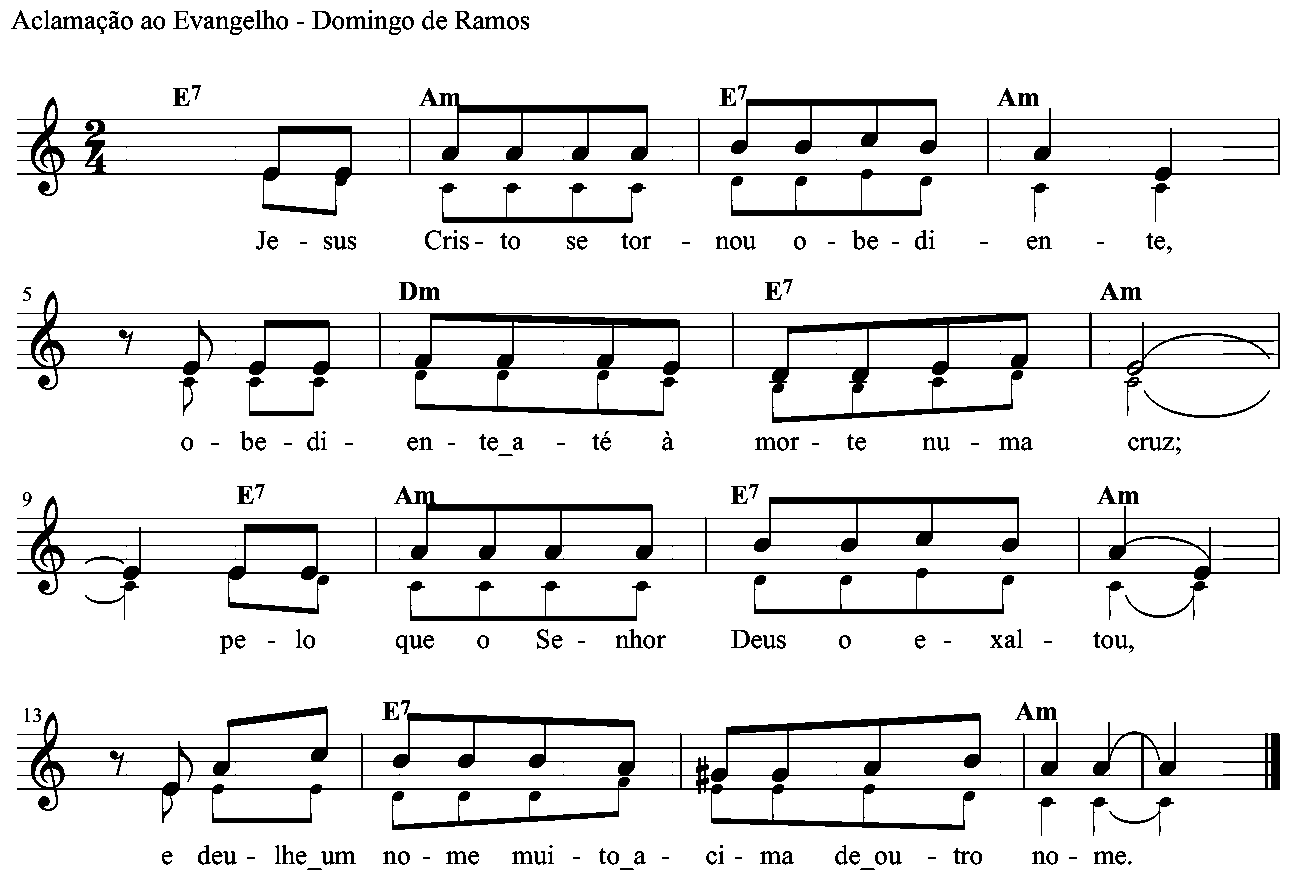 Aclamação ao Evangelho - Domingo de Ramos
E7 Am E7 Am
2
4
Je - sus Cris - to se tor - nou o - be - di - en - te,
5 Dm E7 Am
o - be - di - en - te_a - té à mor - te nu - ma cruz;
9 E7 Am E7 Am
pe - lo que o Se - nhor Deus o e - xal - tou,
13 E7 Am
e deu - lhe_um no - me mui - to_a - ci - ma de_ou - tro no - me.